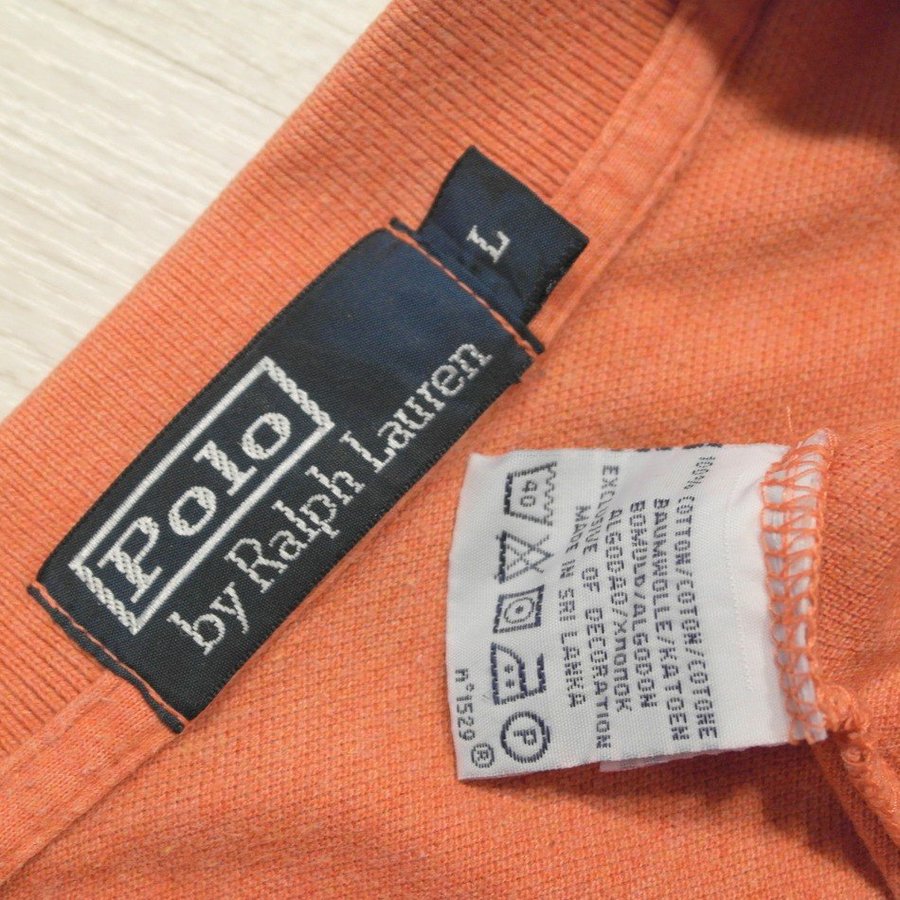 L
Polo
by Ralph Lauren
100% COTTON/COTON/COTONE
BAUMWOLLE/KATOEN
BOMULD/ALGODON
ALGODAO/ХЛОПОК
EXCLUSIVE OF DECORATION
MADE IN SRI LANKA
40
P
n°1529 ®